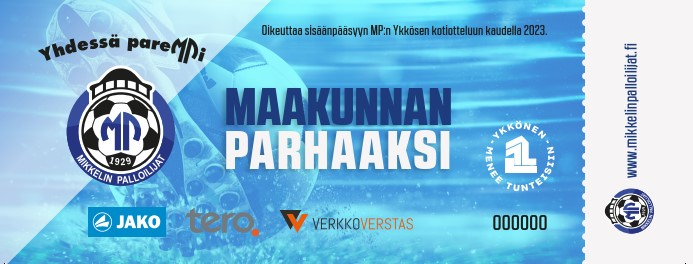 Oikeuttaa sisäänpääsyyn MP:n Ykkösen kotiotteluun kaudella 2023.
Yhdessä pareMPi
MP
1929
MIKKELIN PALLOILIJAT
MAAKUNNAN
PARHAAKSI
YKKÖNEN
1
MENEE TUNTEISIIN
JAKO
tero.
VERKKOVERSTAS
000000
www.mikkelinpalloilijat.fi
MP